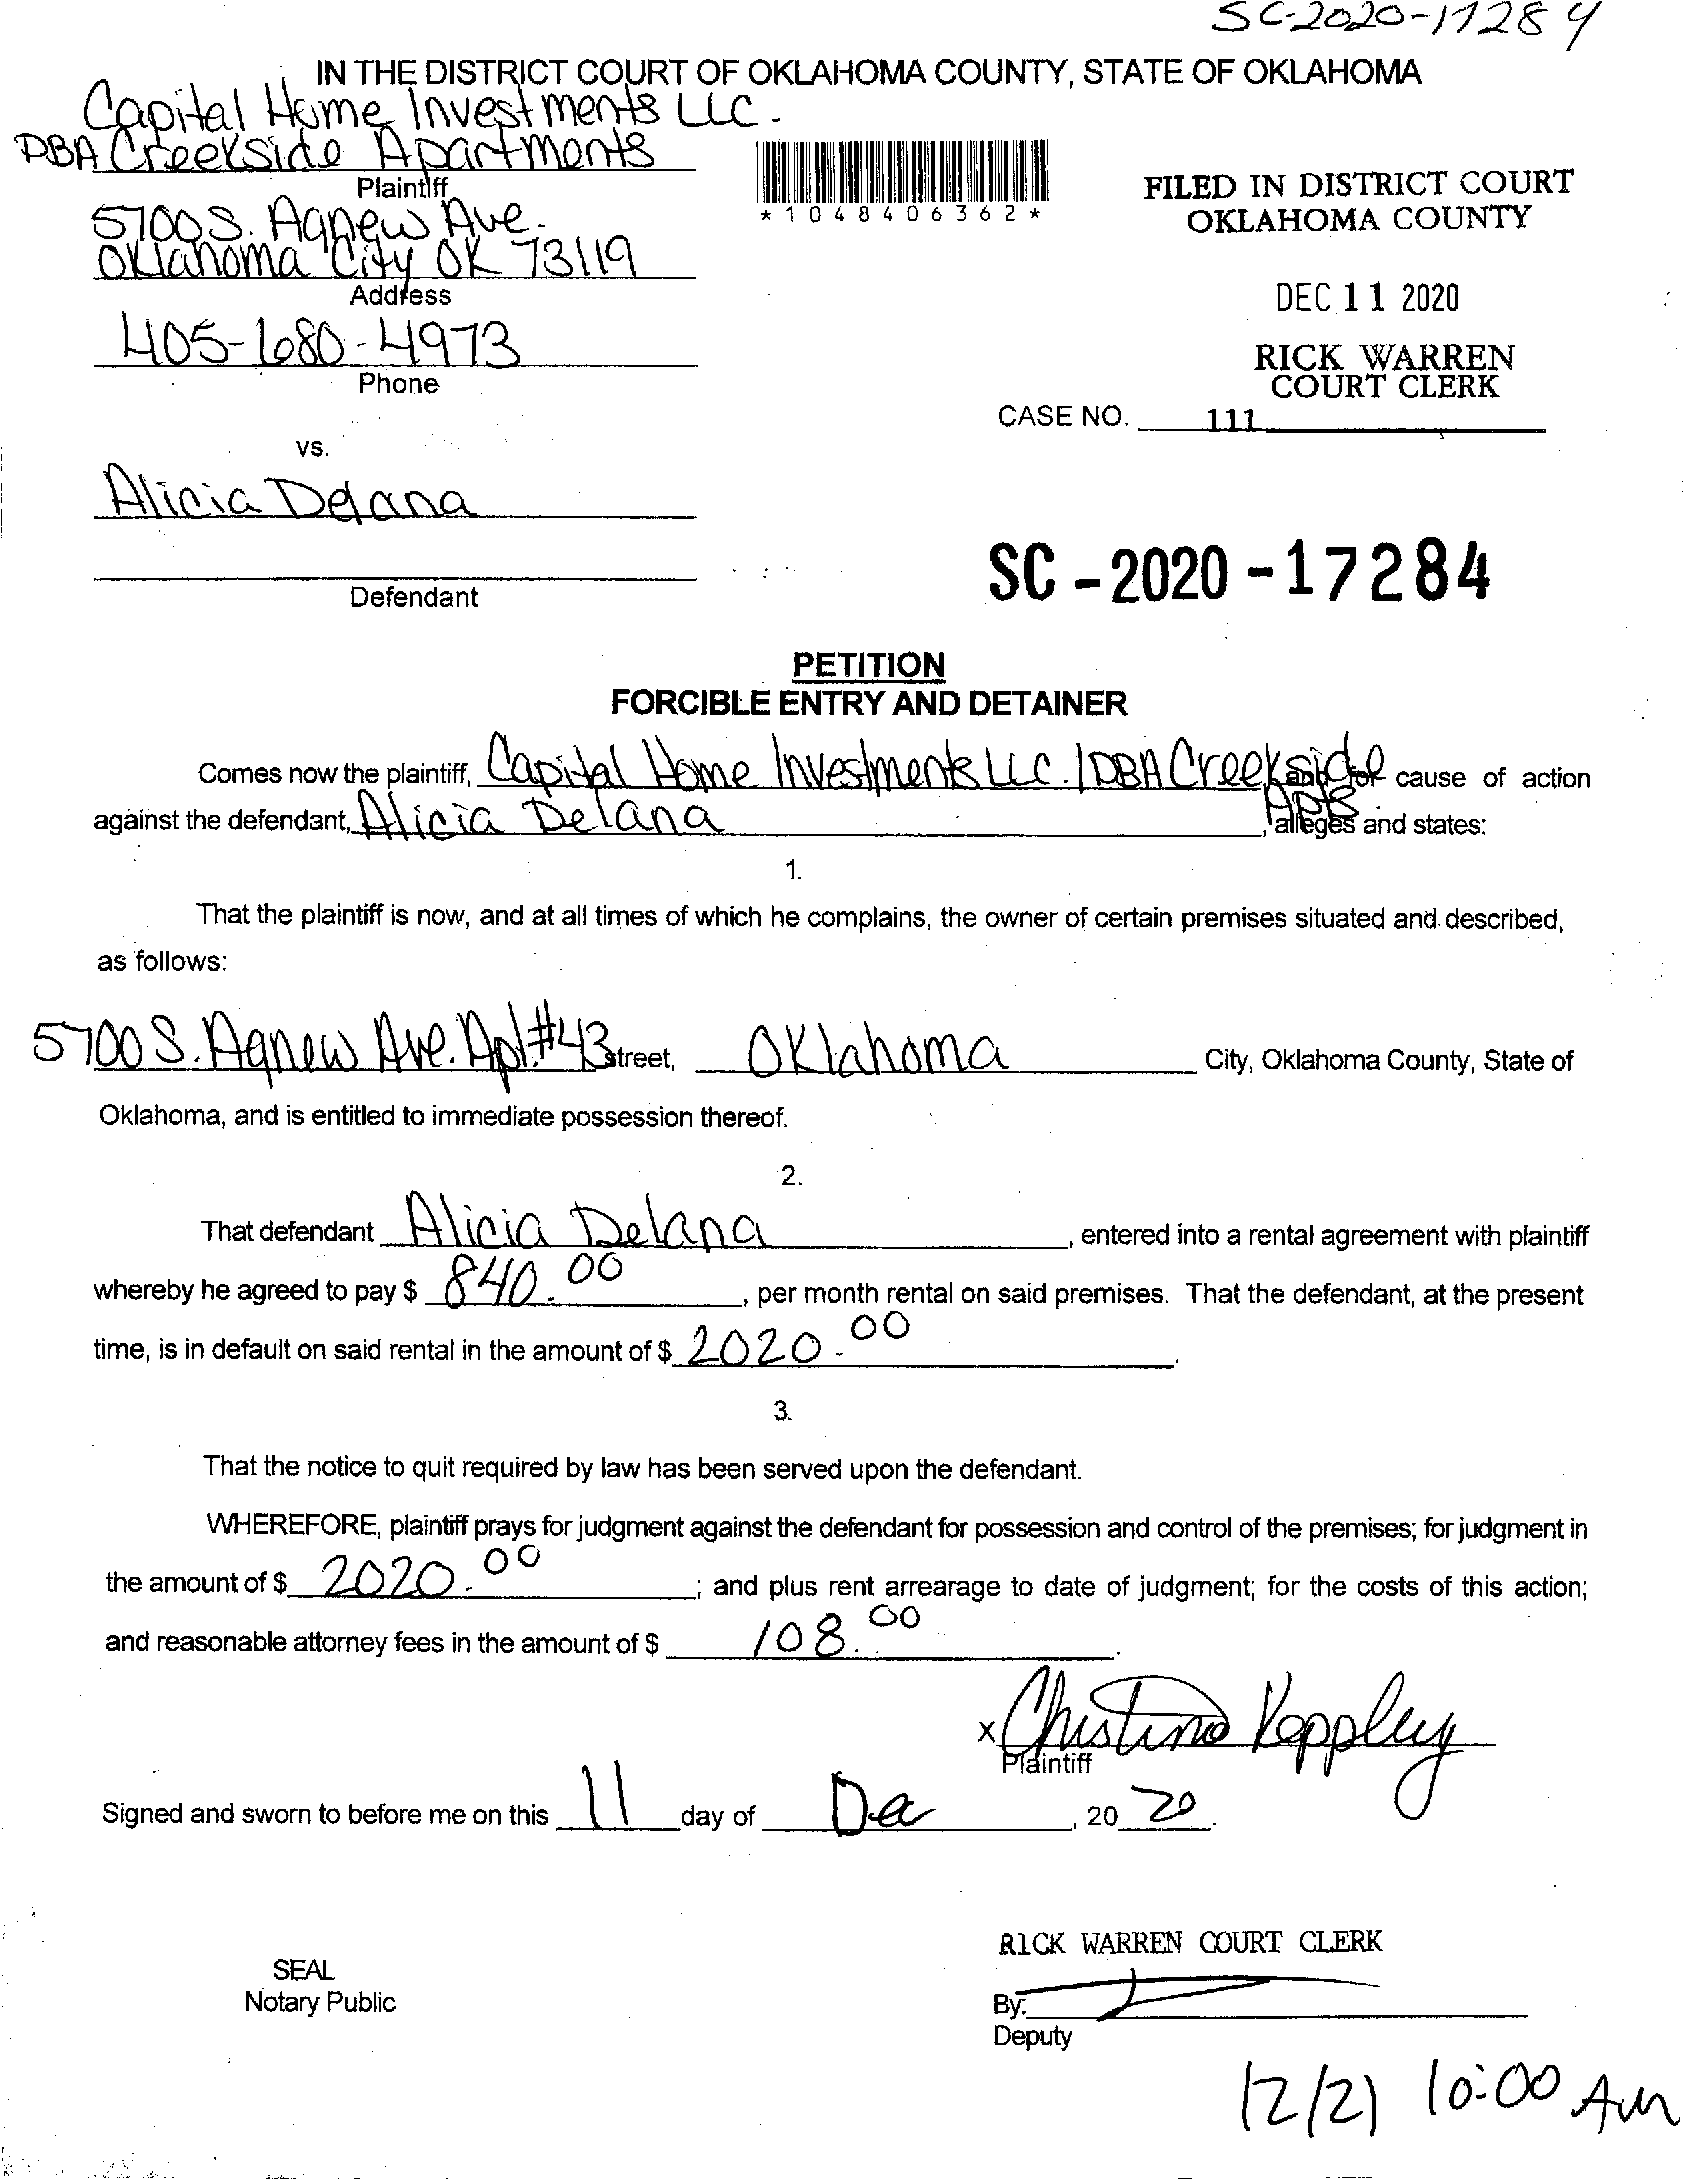 SC-2020-17284
IN THE DISTRICT COURT OF OKLAHOMA COUNTY, STATE OF OKLAHOMA
Capital Home Investments LLC.
DBA Creekside Apartments
Plaintiff
5700 S. Agnew Ave.
Oklahoma City OK 73119
Address
405-680-4973
Phone
*1048406362*
FILED IN DISTRICT COURT
OKLAHOMA COUNTY
DEC 11 2020
RICK WARREN
COURT CLERK
CASE NO. 111
vs.
Alicia Delana
Defendant
SC-2020-17284
PETITION
FORCIBLE ENTRY AND DETAINER
Comes now the plaintiff, Capital Home Investments LLC. / DBA Creekside and for cause of action
Apts
against the defendant, Alicia Delana, alleges and states:
1.
That the plaintiff is now, and at all times of which he complains, the owner of certain premises situated and described,
as follows:
5700 S. Agnew Ave. Apt. #43 street, Oklahoma City, Oklahoma County, State of
Oklahoma, and is entitled to immediate possession thereof.
2.
That defendant Alicia Delana, entered into a rental agreement with plaintiff
whereby he agreed to pay $ 840.00, per month rental on said premises. That the defendant, at the present
time, is in default on said rental in the amount of $ 2020.00.
3.
That the notice to quit required by law has been served upon the defendant.
WHEREFORE, plaintiff prays for judgment against the defendant for possession and control of the premises; for judgment in
the amount of $ 2020.00; and plus rent arrearage to date of judgment; for the costs of this action;
and reasonable attorney fees in the amount of $ 108.00.
x Christina Keppley
Plaintiff
Signed and sworn to before me on this 11 day of Dec, 20 20.
SEAL
Notary Public
RICK WARREN COURT CLERK
By:
Deputy
12/21 10:00 Am